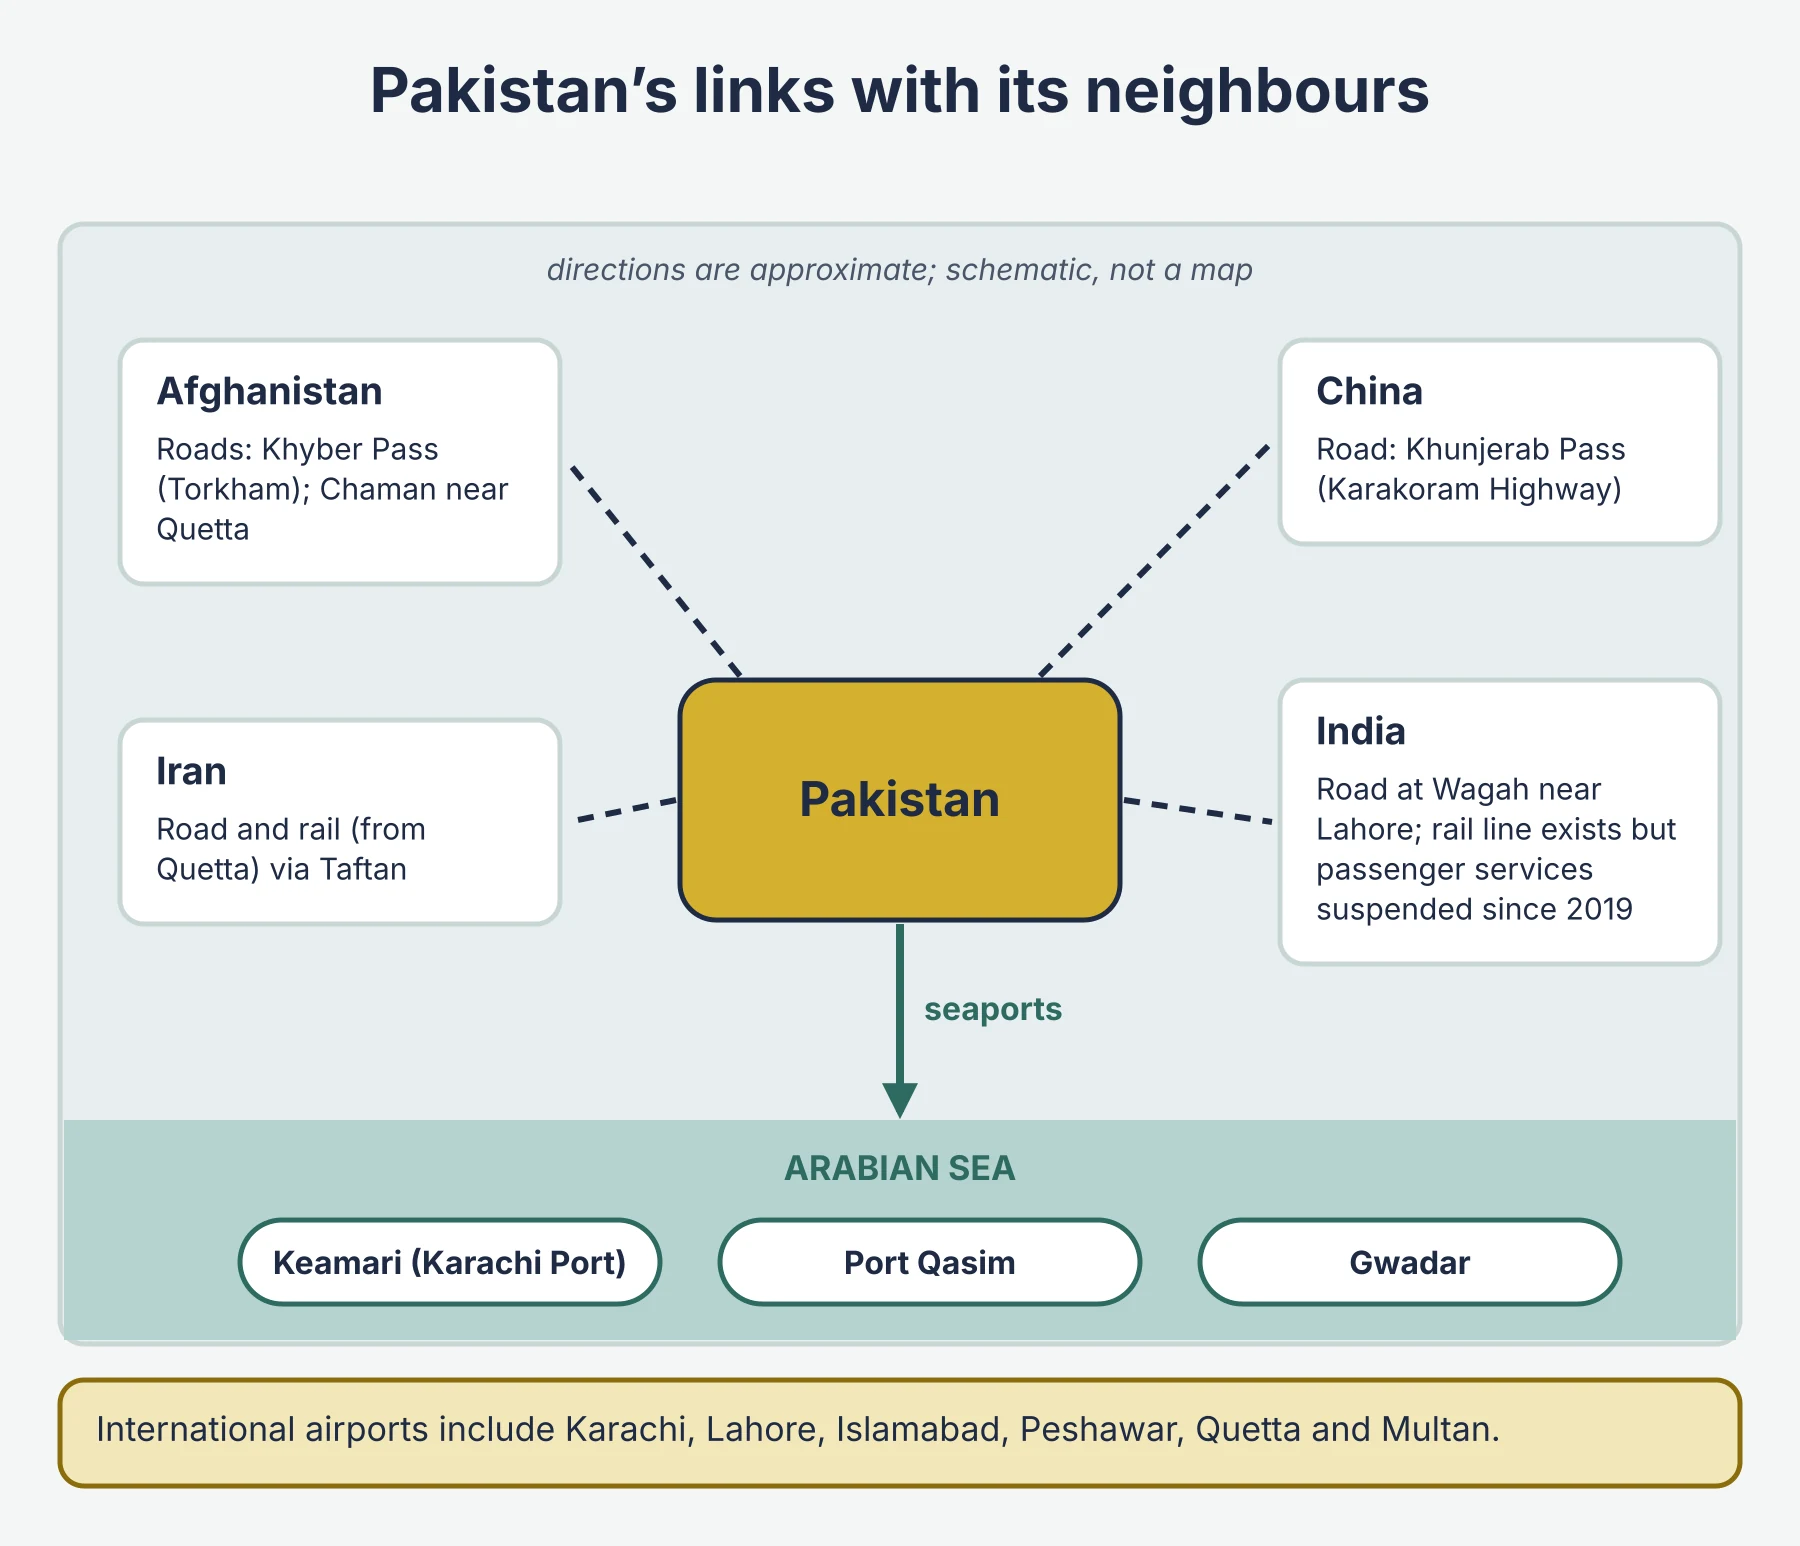 Pakistan’s links with its neighbours
directions are approximate; schematic, not a map
Afghanistan
Roads: Khyber Pass
(Torkham); Chaman near
Quetta
China
Road: Khunjerab Pass
(Karakoram Highway)
Iran
Road and rail (from
Quetta) via Taftan
Pakistan
India
Road at Wagah near
Lahore; rail line exists but
passenger services
suspended since 2019
seaports
ARABIAN SEA
Keamari (Karachi Port)
Port Qasim
Gwadar
International airports include Karachi, Lahore, Islamabad, Peshawar, Quetta and Multan.